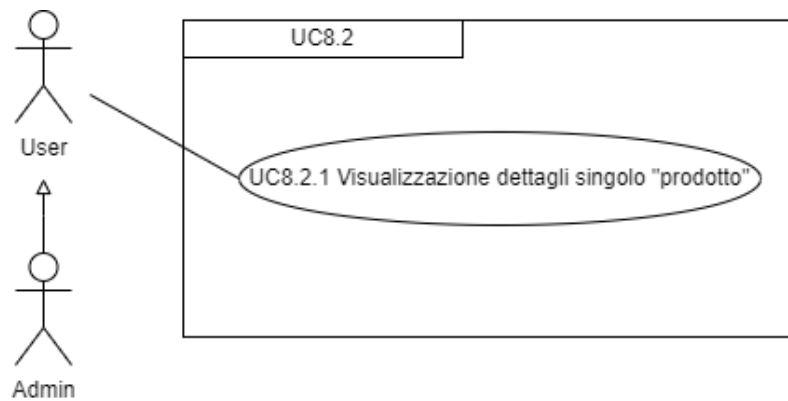 UC8.2
User
UC8.2.1 Visualizzazione dettagli singolo "prodotto"
Admin